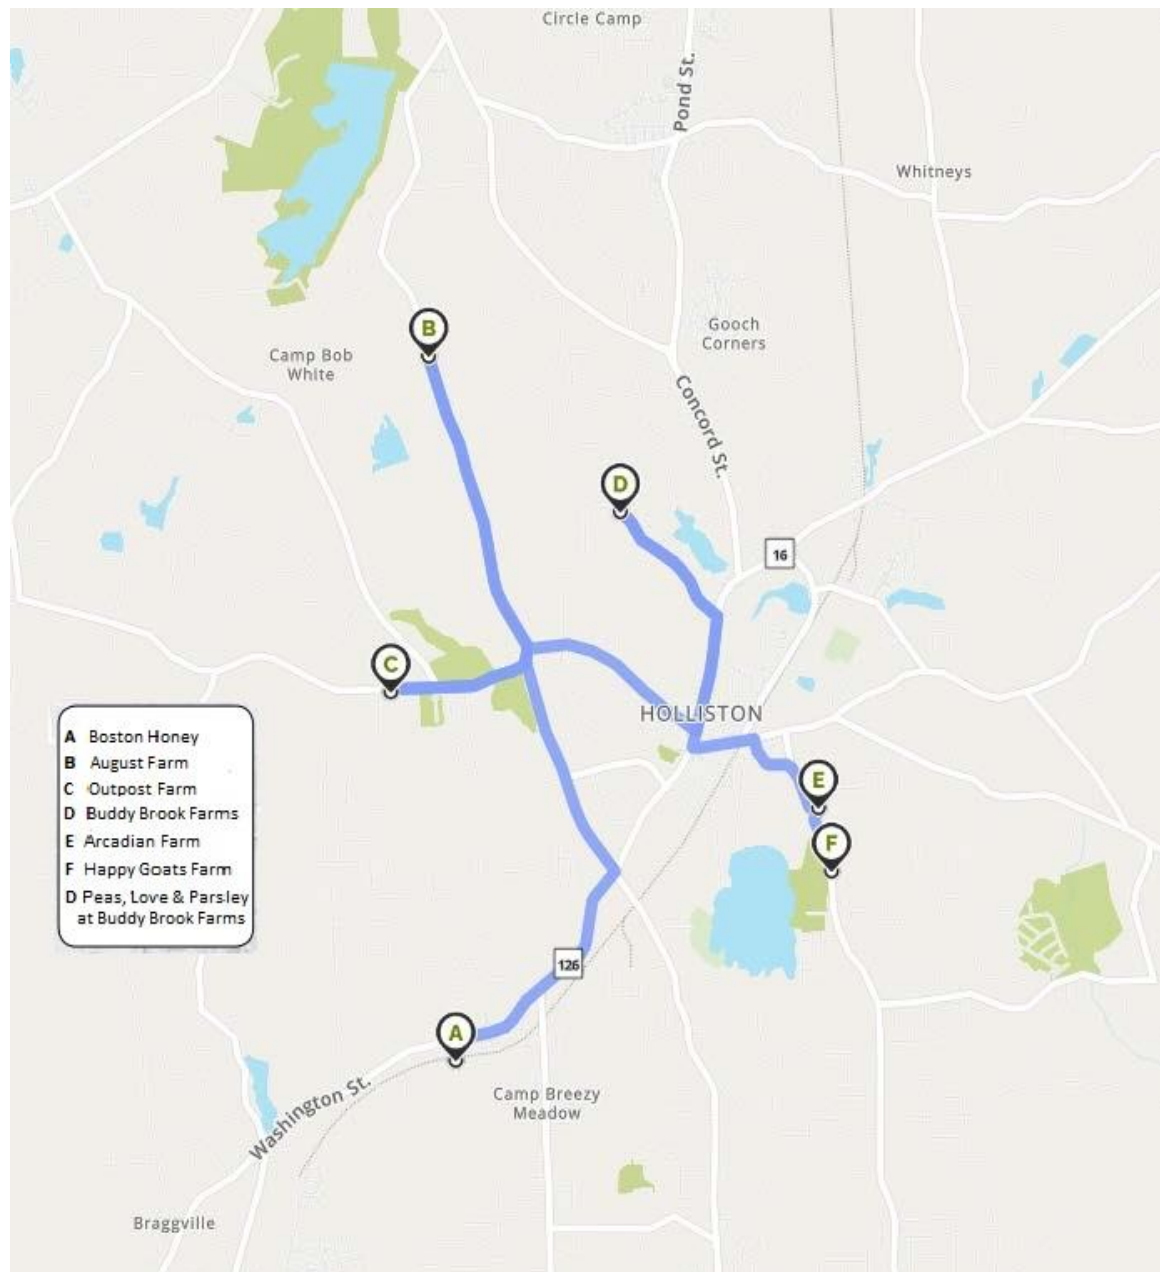 Circle Camp
Pond St.
Whitneys
B
Gooch
Corners
Camp Bob
White
Concord St.
D
16
C
HOLLISTON
A Boston Honey
B August Farm
C Outpost Farm
D Buddy Brook Farms
E Arcadian Farm
F Happy Goats Farm
D Peas, Love & Parsley
at Buddy Brook Farms
E
F
126
A
Camp Breezy
Meadow
Washington St.
Braggville